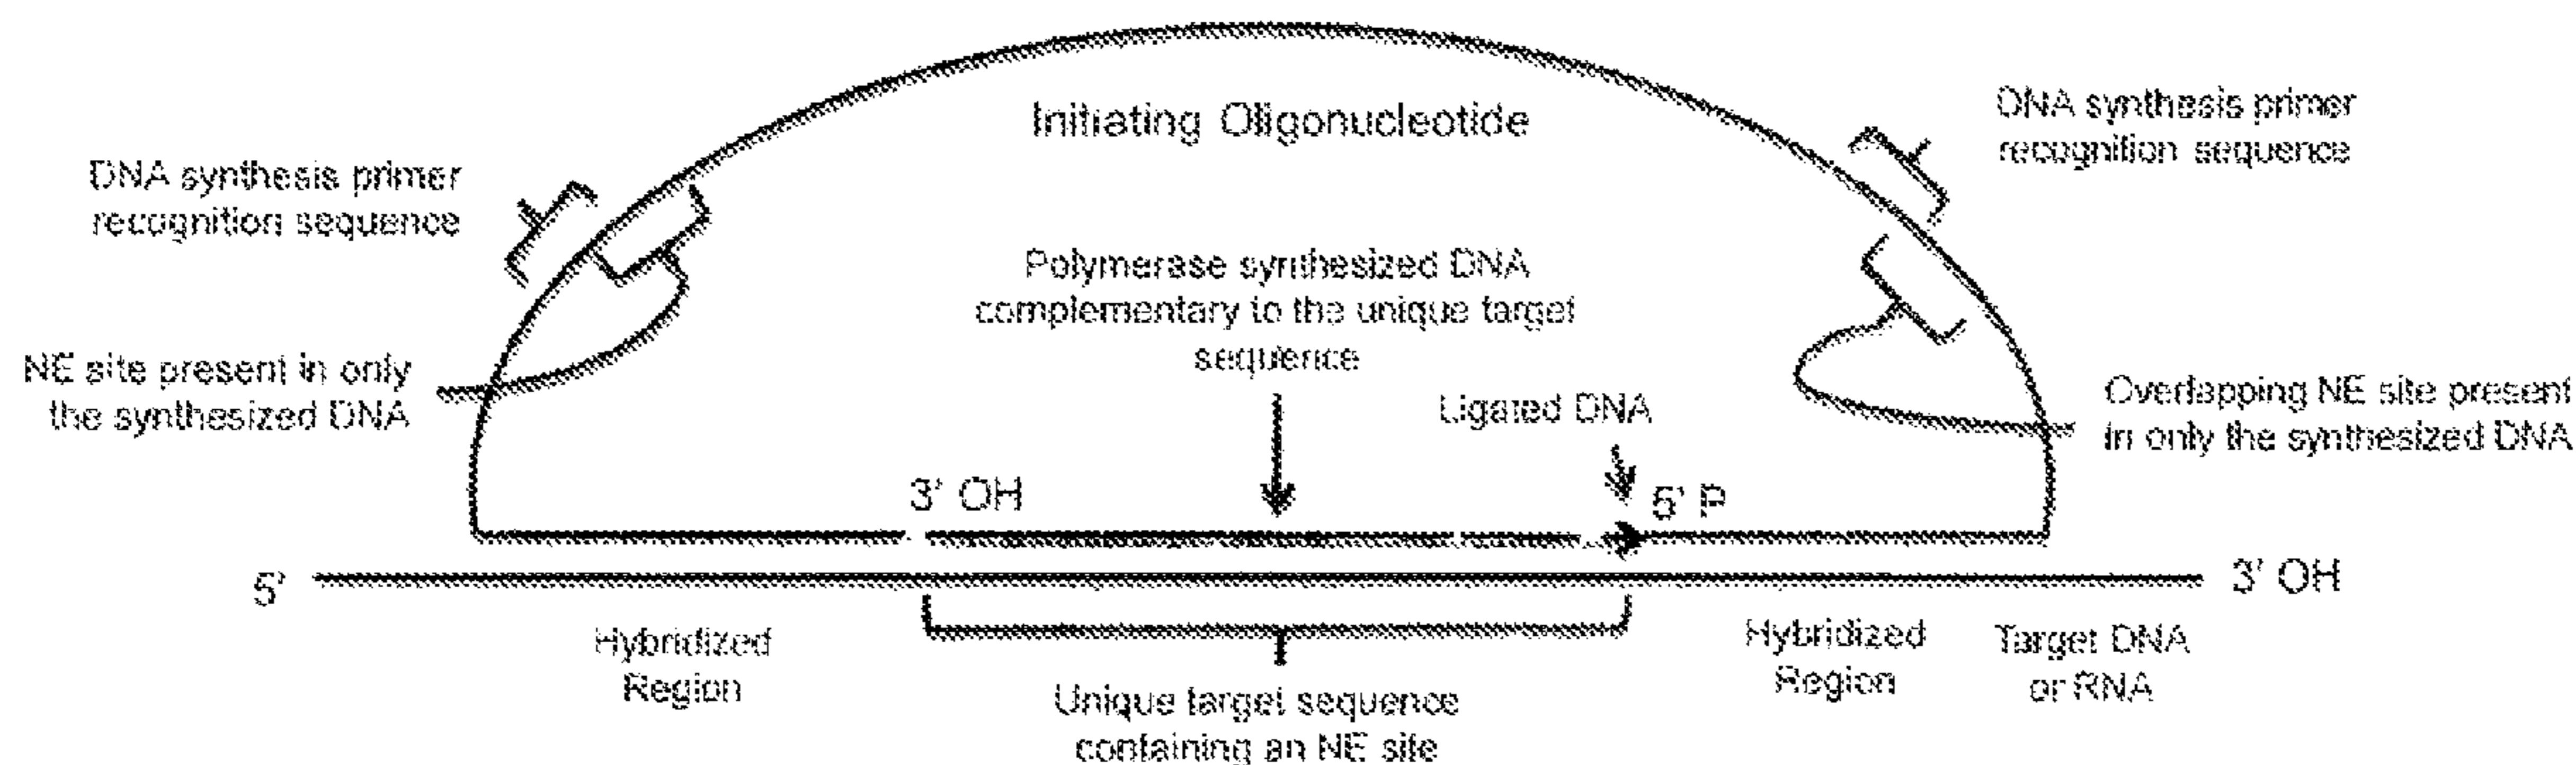 Initiating Oligonucleotide
DNA synthesis primer
recognition sequence
DNA synthesis primer
recognition sequence
Polymerase synthesized DNA
complementary to the unique target
sequence
NE site present in only
the synthesized DNA
Ligated DNA
Overlapping NE site present
in only the synthesized DNA
3' OH
5' P
5'
3' OH
Hybridized
Region
Unique target sequence
containing an NE site
Hybridized
Region
Target DNA
or RNA